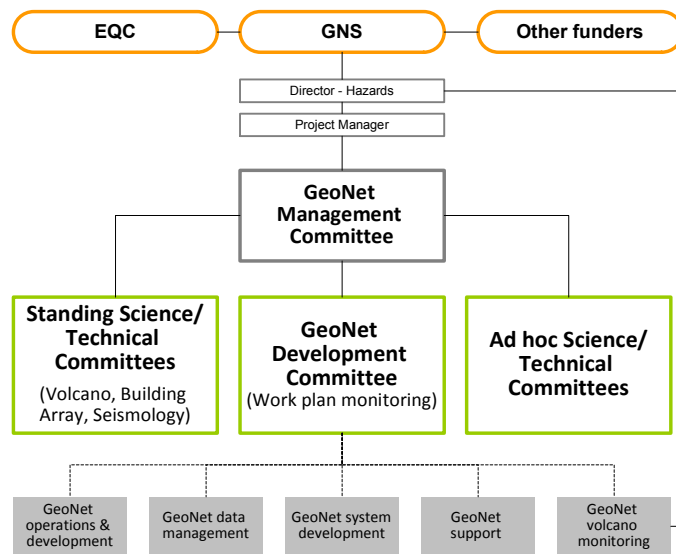 EQC
GNS
Other funders
Director - Hazards
Project Manager
GeoNet
Management
Committee
Standing Science/
Technical
Committees
(Volcano, Building
Array, Seismology)
GeoNet
Development
Committee
(Work plan monitoring)
Ad hoc Science/
Technical
Committees
GeoNet
operations &
development
GeoNet data
management
GeoNet system
development
GeoNet
support
GeoNet
volcano
monitoring